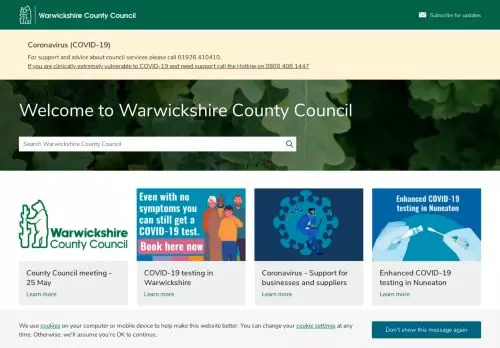 Warwickshire County Council
Subscribe for updates
Coronavirus (COVID-19)
For support and advice about council services please call 01926 410410.
If you are clinically extremely vulnerable to COVID-19 and need support call the Hotline on 0800 408 1447
Welcome to Warwickshire County Council
Search Warwickshire County Council
Warwickshire
County Council
Even with no
symptoms you
can still get
a COVID-19
test.
Book here now
Enhanced COVID-19
testing in Nuneaton
County Council meeting -
25 May
Learn more
COVID-19 testing in
Warwickshire
Learn more
Coronavirus - Support for
businesses and suppliers
Learn more
Enhanced COVID-19
testing in Nuneaton
Learn more
We use cookies on your computer or mobile device to help make this website better. You can change your cookie settings at any
time. Otherwise, we'll assume you're OK to continue.
Don't show this message again